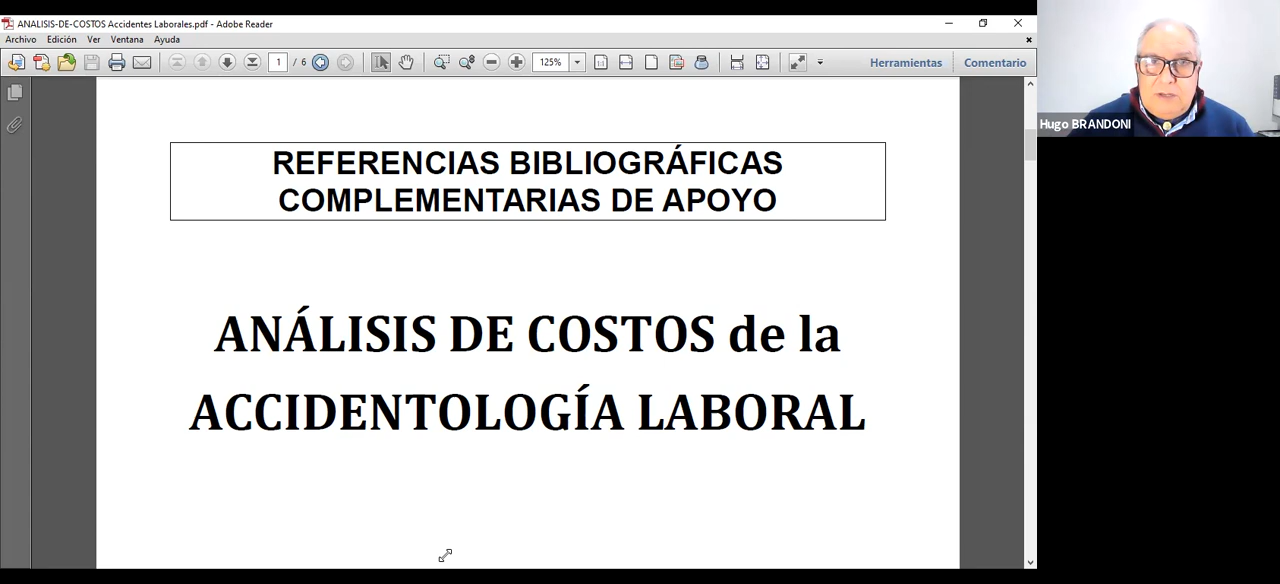 ANALISIS-DE-COSTOS Accidentes Laborales.pdf - Adobe Reader
Archivo Edición Ver Ventana Ayuda
1 / 6 125% Herramientas Comentario
Hugo BRANDONI
REFERENCIAS BIBLIOGRÁFICAS
COMPLEMENTARIAS DE APOYO
ANÁLISIS DE COSTOS de la
ACCIDENTOLOGÍA LABORAL